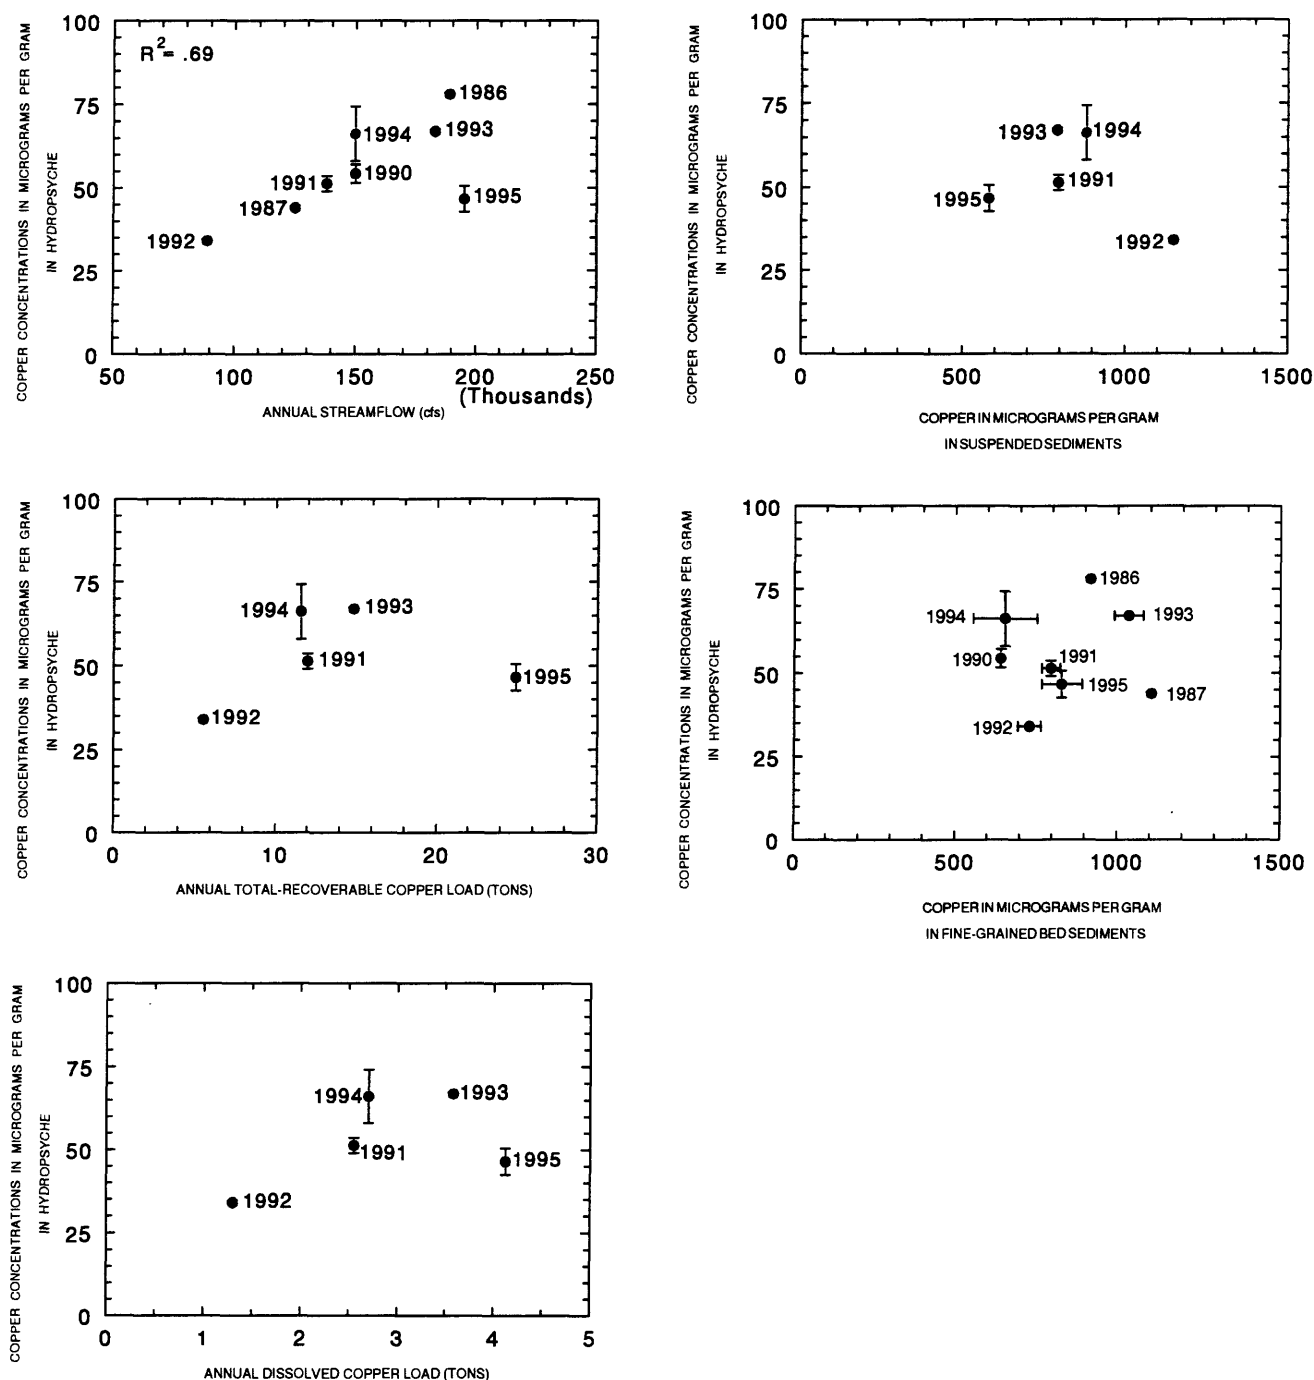 COPPER CONCENTRATIONS IN MICROGRAMS PER GRAM
IN HYDROPSYCHE
100
75
50
25
0
R2= .69
1986
1994
1993
1990
1991
1995
1987
1992
50 100 150 200 250
(Thousands)
ANNUAL STREAMFLOW (cfs)
COPPER CONCENTRATIONS IN MICROGRAMS PER GRAM
IN HYDROPSYCHE
100
75
50
25
0
1993
1994
1991
1995
1992
0 500 1000 1500
COPPER IN MICROGRAMS PER GRAM
IN SUSPENDED SEDIMENTS
COPPER CONCENTRATIONS IN MICROGRAMS PER GRAM
IN HYDROPSYCHE
100
75
50
25
0
1994
1993
1991
1995
1992
0 10 20 30
ANNUAL TOTAL-RECOVERABLE COPPER LOAD (TONS)
COPPER CONCENTRATIONS IN MICROGRAMS PER GRAM
IN HYDROPSYCHE
100
75
50
25
0
1986
1994
1993
1990
1991
1995
1987
1992
0 500 1000 1500
COPPER IN MICROGRAMS PER GRAM
IN FINE-GRAINED BED SEDIMENTS
COPPER CONCENTRATIONS IN MICROGRAMS PER GRAM
IN HYDROPSYCHE
100
75
50
25
0
1994
1993
1991
1995
1992
0 1 2 3 4 5
ANNUAL DISSOLVED COPPER LOAD (TONS)